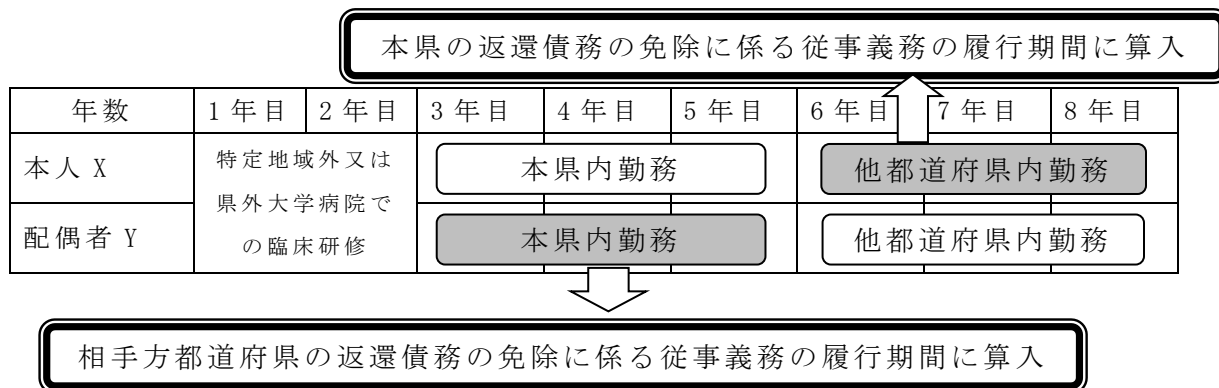 本県の返還債務の免除に係る従事義務の履行期間に算入
年数 1年目 2年目 3年目 4年目 5年目 6年目 7年目 8年目
本人 X 特定地域外又は県外大学病院での臨床研修 本県内勤務 他都道府県内勤務
配偶者 Y 本県内勤務 他都道府県内勤務
相手方都道府県の返還債務の免除に係る従事義務の履行期間に算入